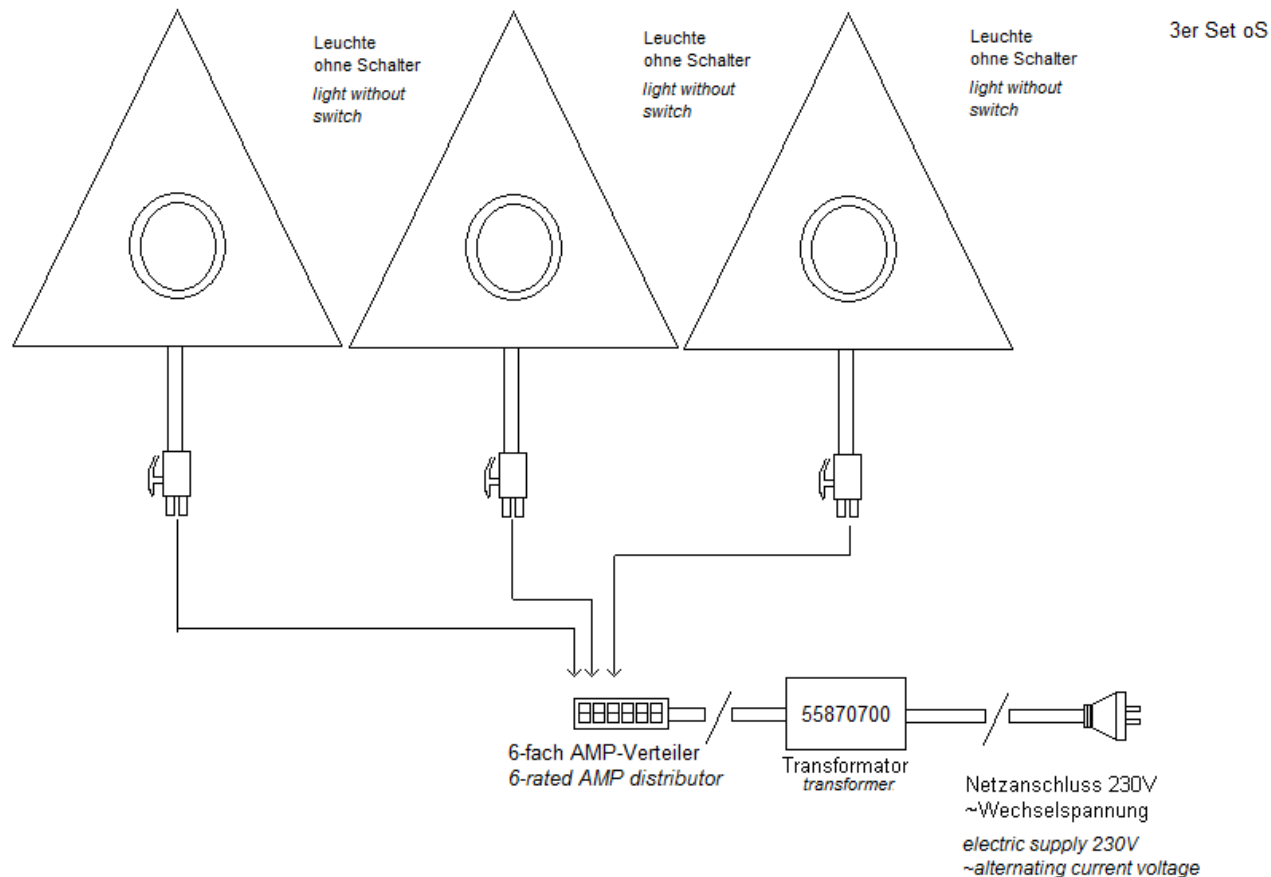 3er Set oS
Leuchte
ohne Schalter
light without
switch
Leuchte
ohne Schalter
light without
switch
Leuchte
ohne Schalter
light without
switch
6-fach AMP-Verteiler
6-rated AMP distributor
55870700
Transformator
transformer
Netzanschluss 230V
~Wechselspannung
electric supply 230V
~alternating current voltage